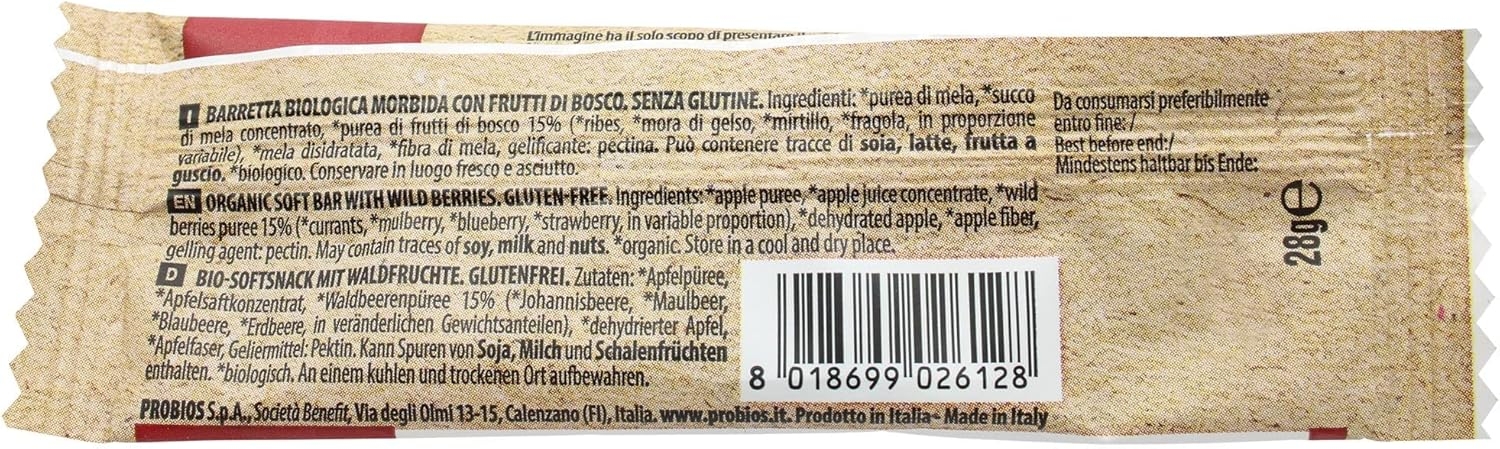 L'immagine ha il solo scopo di presentare il
I BARRETTA BIOLOGICA MORBIDA CON FRUTTI DI BOSCO. SENZA GLUTINE. Ingredienti: *purea di mela, *succo
di mela concentrato, *purea di frutti di bosco 15% (*ribes, *mora di gelso, *mirtillo, *fragola, in proporzione
variabile), *mela disidratata, *fibra di mela, gelificante: pectina. Può contenere tracce di soia, latte, frutta a
guscio. *biologico. Conservare in luogo fresco e asciutto.
EN ORGANIC SOFT BAR WITH WILD BERRIES. GLUTEN-FREE. Ingredients: *apple puree, *apple juice concentrate, *wild
berries puree 15% (*currants, *mulberry, *blueberry, *strawberry, in variable proportion), *dehydrated apple, *apple fiber,
gelling agent: pectin. May contain traces of soy, milk and nuts. *organic. Store in a cool and dry place.
D BIO-SOFTSNACK MIT WALDFRUCHTE. GLUTENFREI. Zutaten: *Apfelpüree,
*Apfelsaftkonzentrat, *Waldbeerenpüree 15% (*Johannisbeere, *Maulbeer,
*Blaubeere, *Erdbeere, in veränderlichen Gewichtsanteilen), *dehydrierter Apfel,
*Apfelfaser, Geliermittel: Pektin. Kann Spuren von Soja, Milch und Schalenfrüchten
enthalten. *biologisch. An einem kuhlen und trockenen Ort aufbewahren.
PROBIOS S.p.A., Società Benefit, Via degli Olmi 13-15, Calenzano (FI), Italia. www.probios.it. Prodotto in Italia - Made in Italy
8 018699 026128
Da consumarsi preferibilmente
entro fine: /
Best before end: /
Mindestens haltbar bis Ende:
28g e